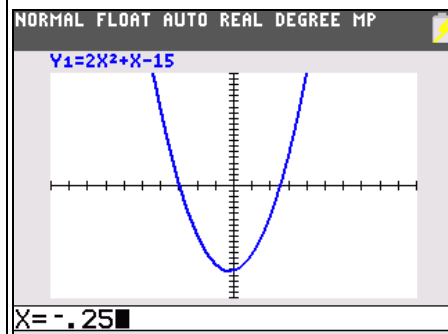 NORMAL FLOAT AUTO REAL DEGREE MP
Y₁=2X²+X-15
X=⁻.25